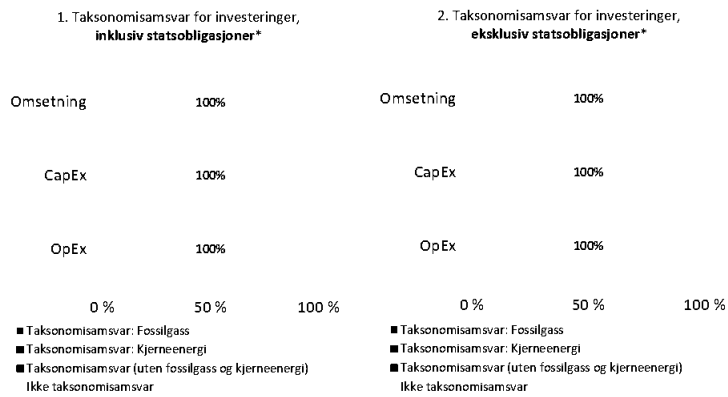 1. Taksonomisamsvar for investeringer,
inklusiv statsobligasjoner*
Omsetning 100%
CapEx 100%
OpEx 100%
0 % 50 % 100 %
Taksonomisamsvar: Fossilgass
Taksonomisamsvar: Kjerneenergi
Taksonomisamsvar (uten fossilgass og kjerneenergi)
Ikke taksonomisamsvar
2. Taksonomisamsvar for investeringer,
eksklusiv statsobligasjoner*
Omsetning 100%
CapEx 100%
OpEx 100%
0 % 50 % 100 %
Taksonomisamsvar: Fossilgass
Taksonomisamsvar: Kjerneenergi
Taksonomisamsvar (uten fossilgass og kjerneenergi)
Ikke taksonomisamsvar